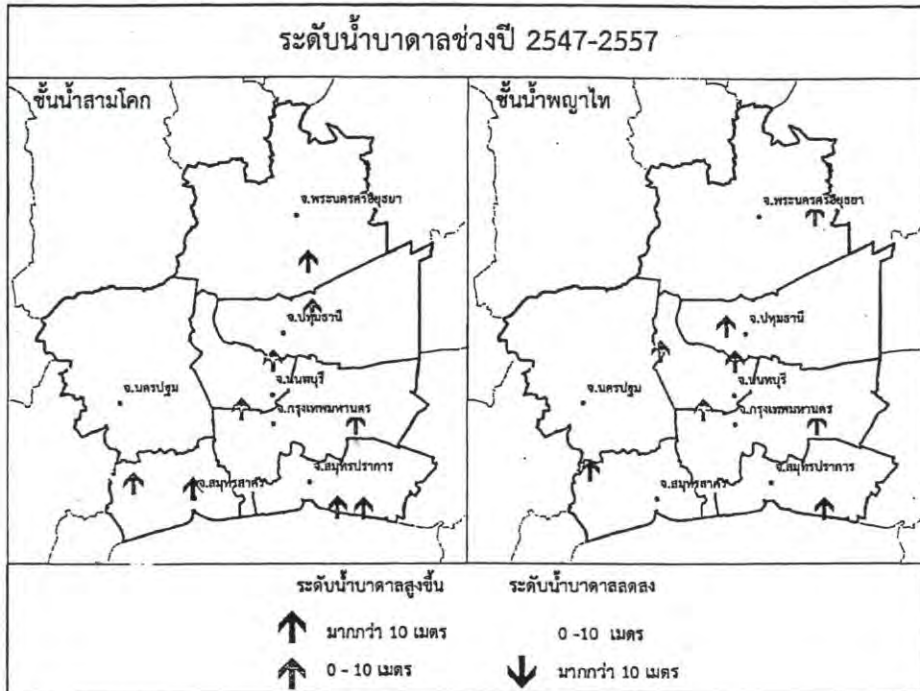 ระดับน้ำบาดาลช่วงปี 2547-2557
ชั้นน้ำสามโคก
จ.พระนครศรีอยุธยา
จ.ปทุมธานี
จ.นนทบุรี
จ.นครปฐม
จ.กรุงเทพมหานคร
จ.สมุทรปราการ
จ.สมุทรสาคร
ชั้นน้ำพญาไท
จ.พระนครศรีอยุธยา
จ.ปทุมธานี
จ.นนทบุรี
จ.นครปฐม
จ.กรุงเทพมหานคร
จ.สมุทรปราการ
จ.สมุทรสาคร
ระดับน้ำบาดาลสูงขึ้น
มากกว่า 10 เมตร
0 - 10 เมตร
ระดับน้ำบาดาลลดลง
0 -10 เมตร
มากกว่า 10 เมตร